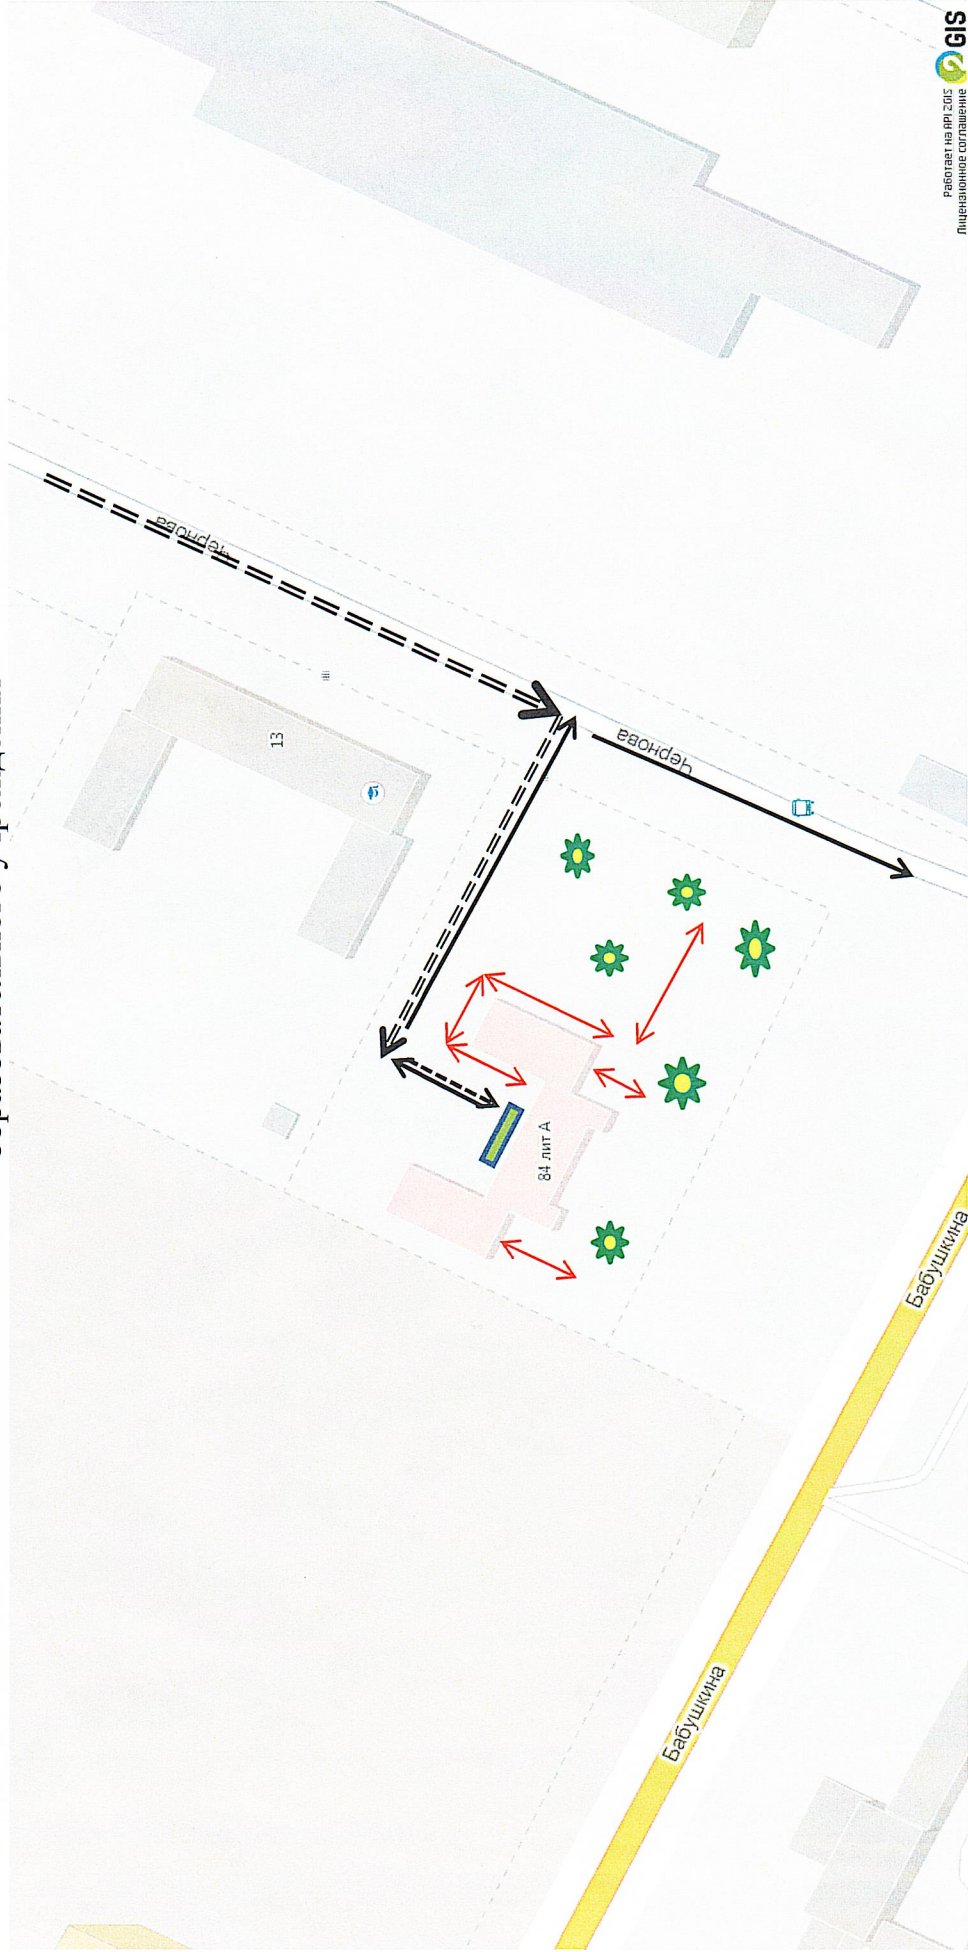 Чернова
13
Чернова
84 лит А
Бабушкина
Бабушкина
Работает на API 2GIS
Лицензионное соглашение
2GIS